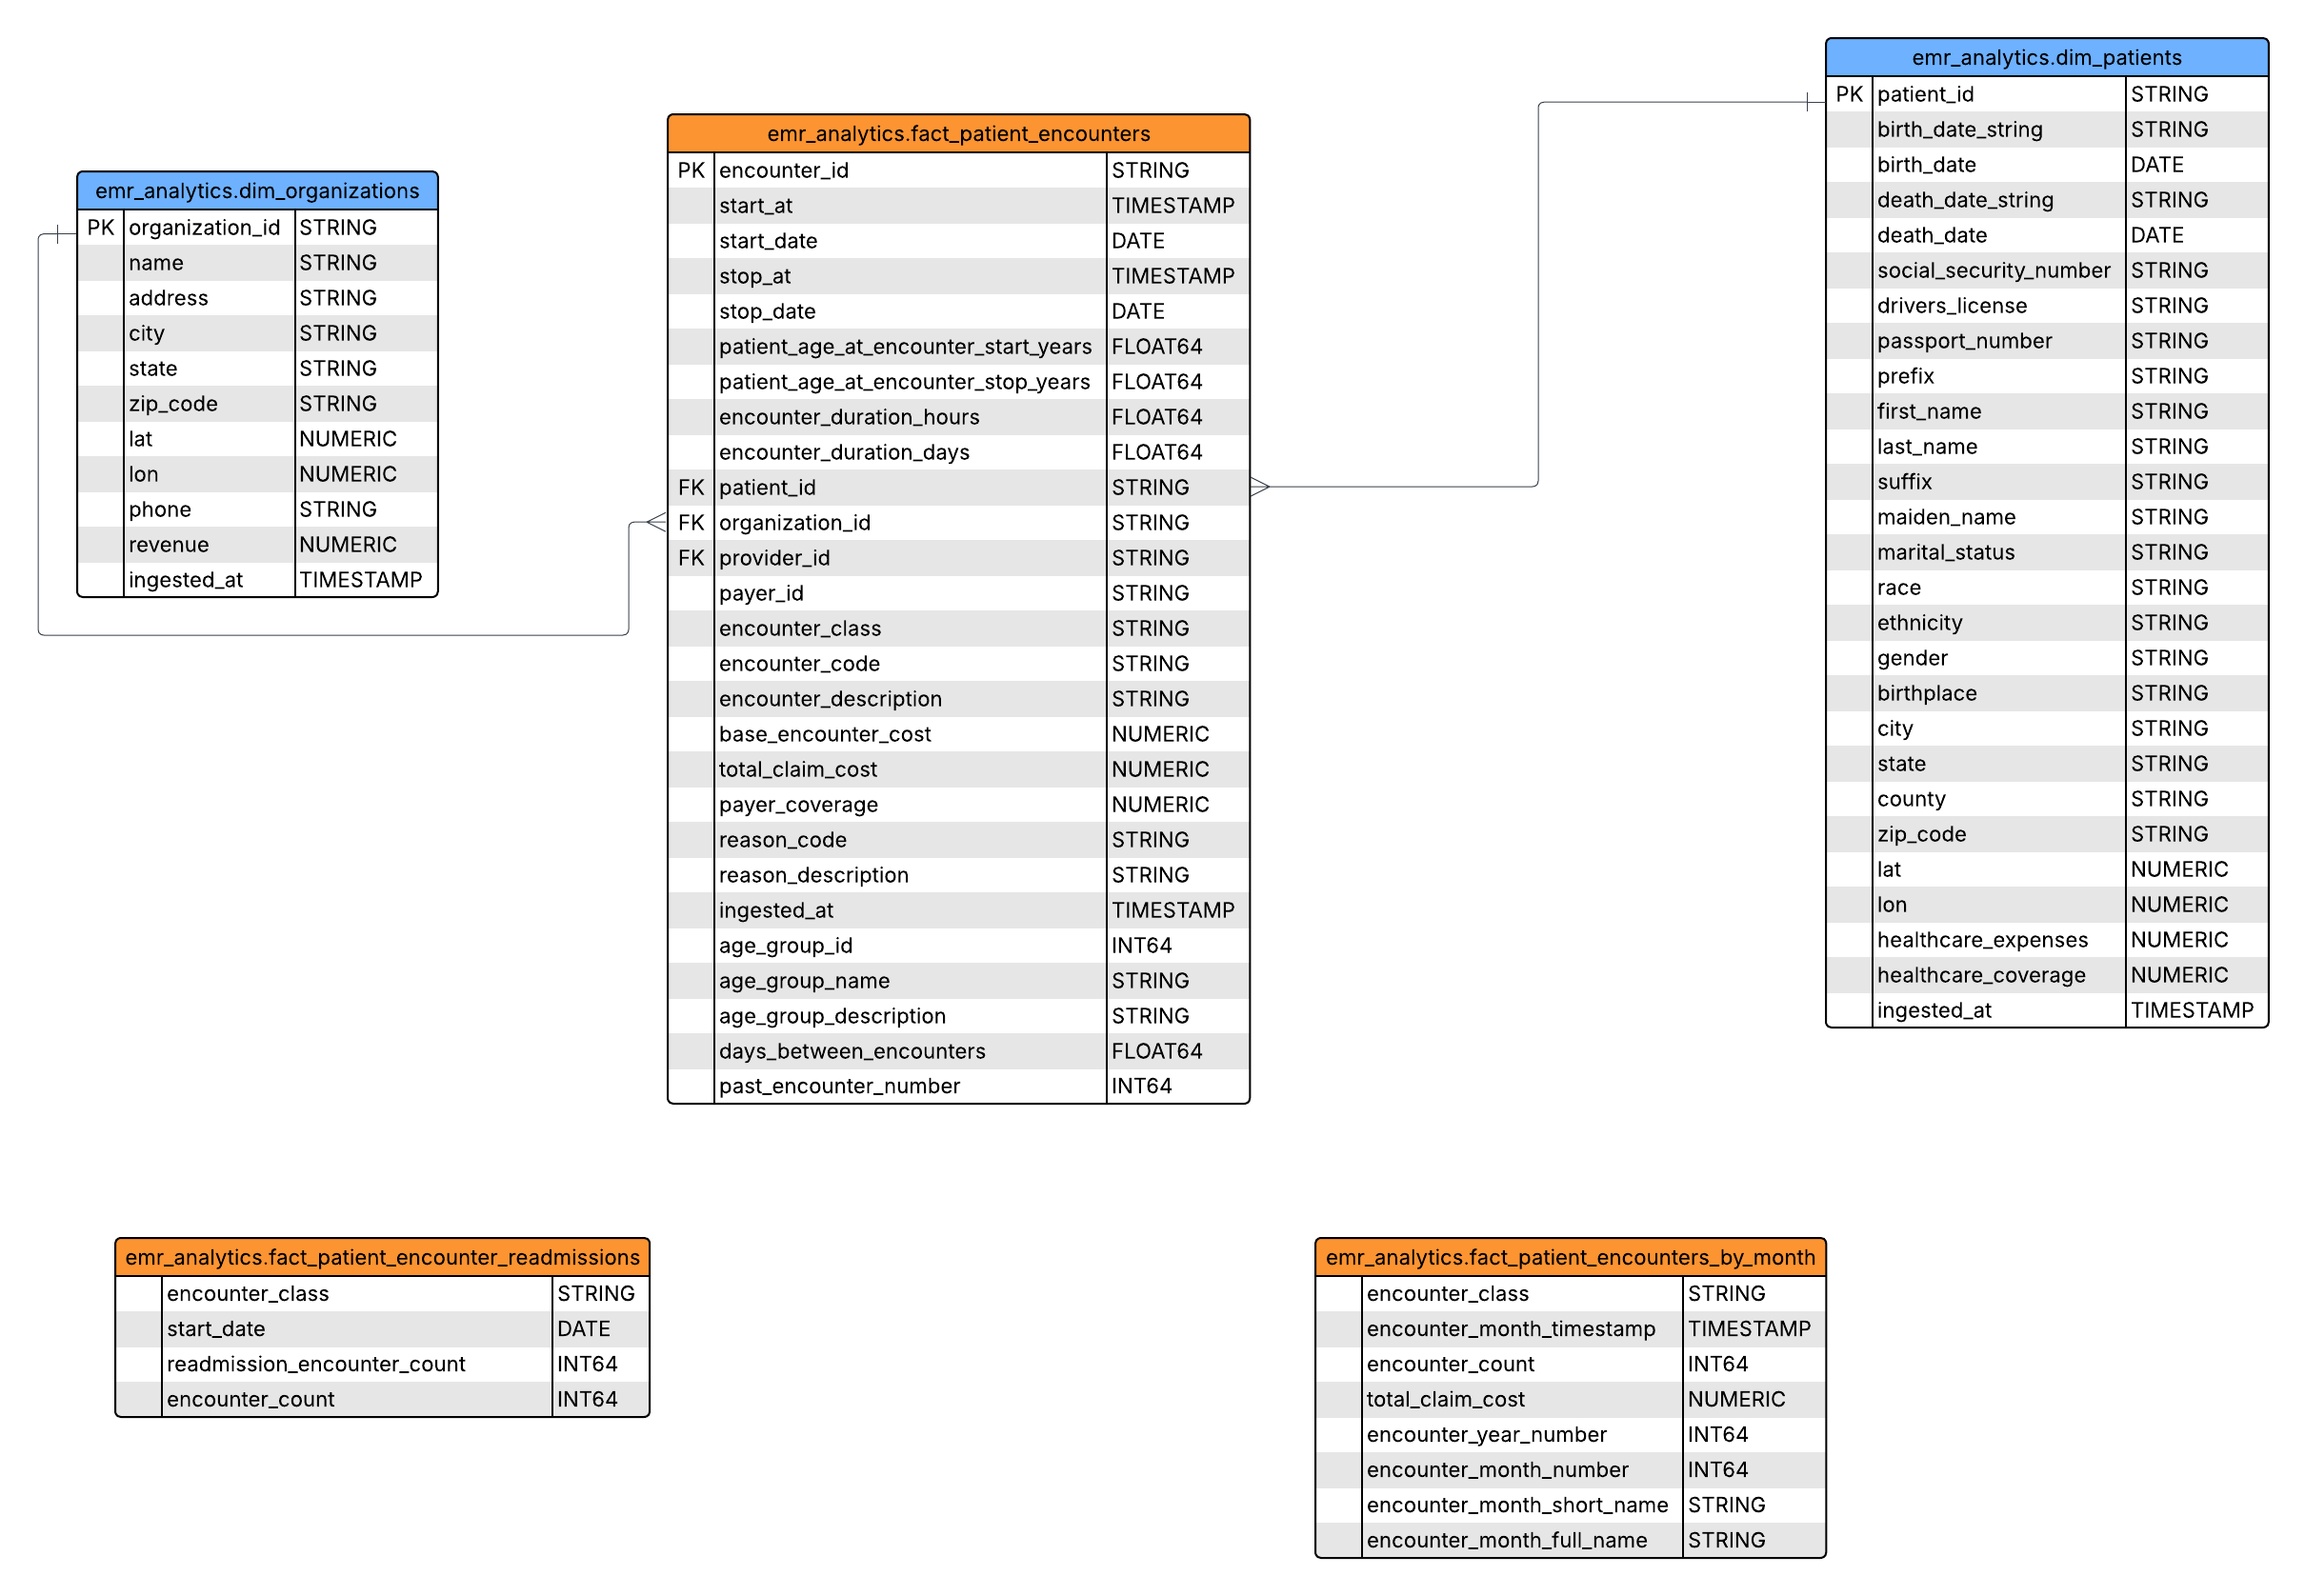 emr_analytics.dim_organizations
PK organization_id STRING
name STRING
address STRING
city STRING
state STRING
zip_code STRING
lat NUMERIC
lon NUMERIC
phone STRING
revenue NUMERIC
ingested_at TIMESTAMP
emr_analytics.fact_patient_encounters
PK encounter_id STRING
start_at TIMESTAMP
start_date DATE
stop_at TIMESTAMP
stop_date DATE
patient_age_at_encounter_start_years FLOAT64
patient_age_at_encounter_stop_years FLOAT64
encounter_duration_hours FLOAT64
encounter_duration_days FLOAT64
FK patient_id STRING
FK organization_id STRING
FK provider_id STRING
payer_id STRING
encounter_class STRING
encounter_code STRING
encounter_description STRING
base_encounter_cost NUMERIC
total_claim_cost NUMERIC
payer_coverage NUMERIC
reason_code STRING
reason_description STRING
ingested_at TIMESTAMP
age_group_id INT64
age_group_name STRING
age_group_description STRING
days_between_encounters FLOAT64
past_encounter_number INT64
emr_analytics.dim_patients
PK patient_id STRING
birth_date_string STRING
birth_date DATE
death_date_string STRING
death_date DATE
social_security_number STRING
drivers_license STRING
passport_number STRING
prefix STRING
first_name STRING
last_name STRING
suffix STRING
maiden_name STRING
marital_status STRING
race STRING
ethnicity STRING
gender STRING
birthplace STRING
city STRING
state STRING
county STRING
zip_code STRING
lat NUMERIC
lon NUMERIC
healthcare_expenses NUMERIC
healthcare_coverage NUMERIC
ingested_at TIMESTAMP
emr_analytics.fact_patient_encounter_readmissions
encounter_class STRING
start_date DATE
readmission_encounter_count INT64
encounter_count INT64
emr_analytics.fact_patient_encounters_by_month
encounter_class STRING
encounter_month_timestamp TIMESTAMP
encounter_count INT64
total_claim_cost NUMERIC
encounter_year_number INT64
encounter_month_number INT64
encounter_month_short_name STRING
encounter_month_full_name STRING